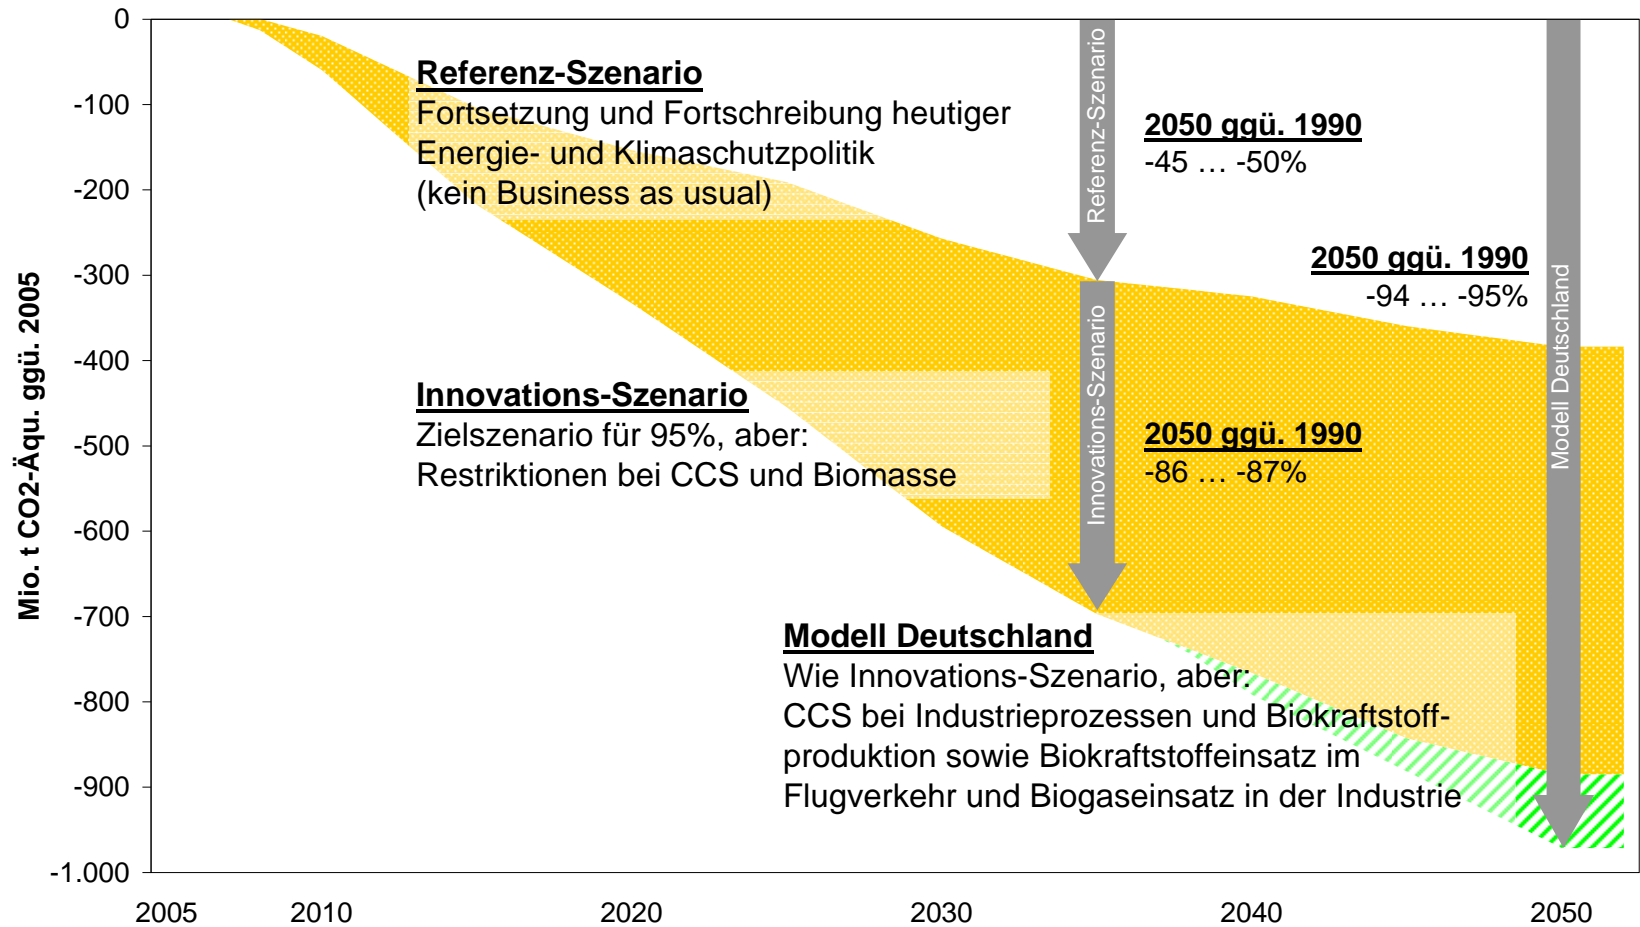 Mio. t CO2-Äqu. ggü. 2005
0
-100
-200
-300
-400
-500
-600
-700
-800
-900
-1.000
2005
2010
2020
2030
2040
2050
Referenz-Szenario
Fortsetzung und Fortschreibung heutiger
Energie- und Klimaschutzpolitik
(kein Business as usual)
Referenz-Szenario
2050 ggü. 1990
-45 … -50%
2050 ggü. 1990
-94 … -95%
Modell Deutschland
Innovations-Szenario
Zielszenario für 95%, aber:
Restriktionen bei CCS und Biomasse
Innovations-Szenario
2050 ggü. 1990
-86 … -87%
Modell Deutschland
Wie Innovations-Szenario, aber:
CCS bei Industrieprozessen und Biokraftstoff-
produktion sowie Biokraftstoffeinsatz im
Flugverkehr und Biogaseinsatz in der Industrie